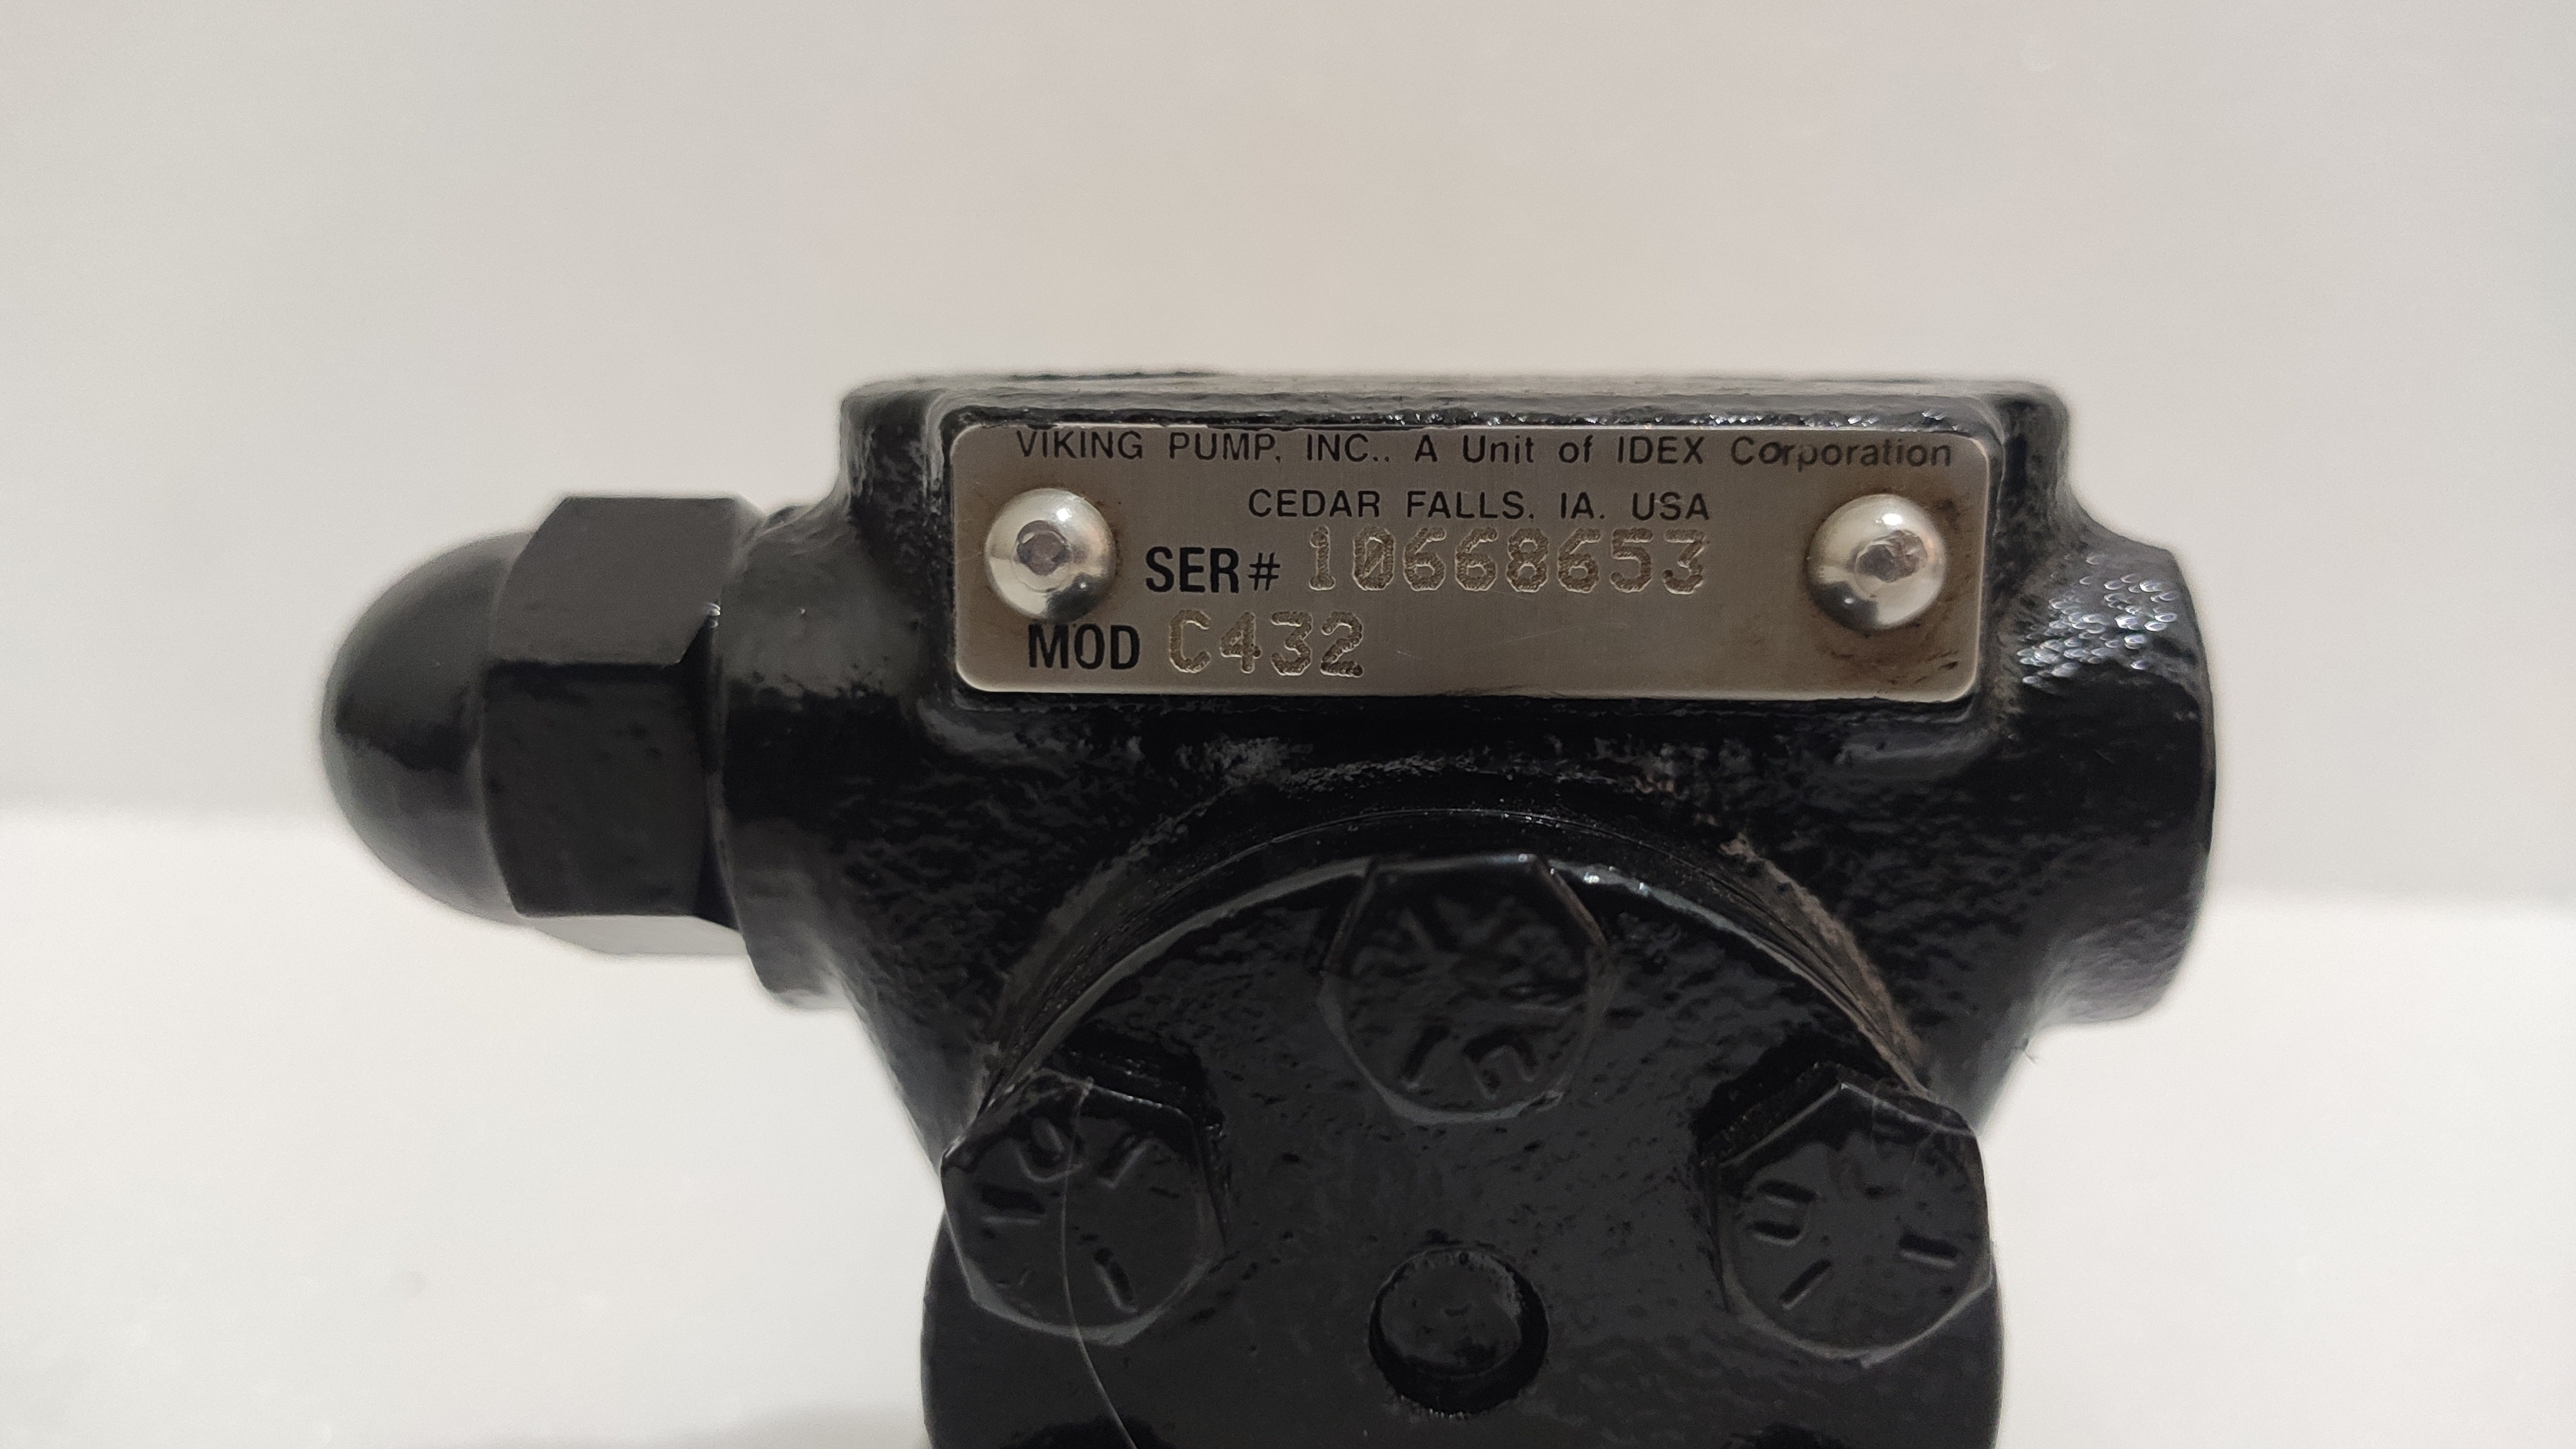 VIKING PUMP, INC., A Unit of IDEX Corporation
CEDAR FALLS, IA. USA
SER# 10668653
MOD C432